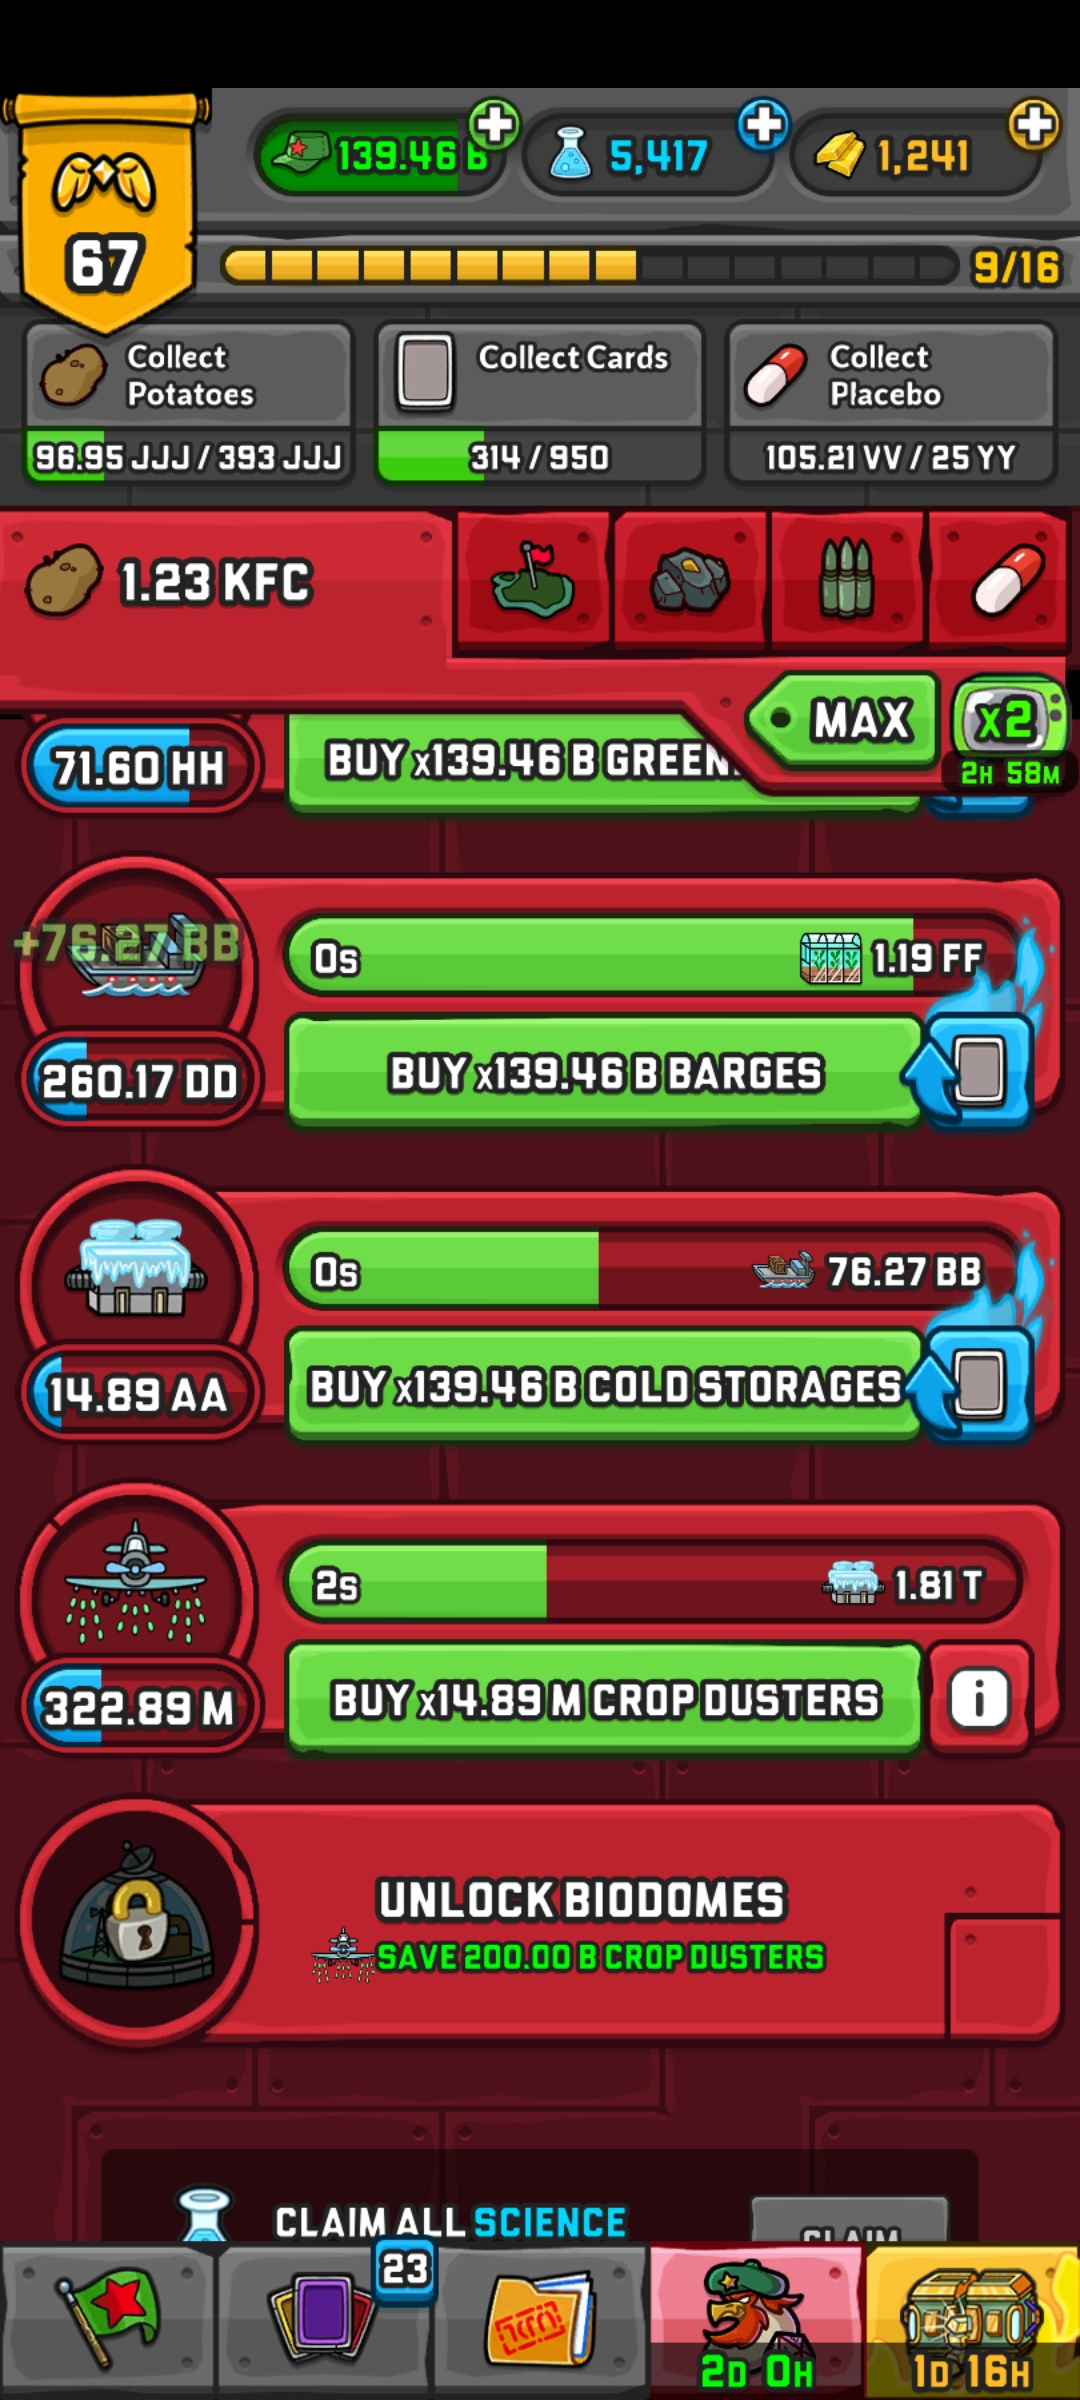 139.46 B
5,417
1,241
67
9/16
Collect
Potatoes
96.95 JJJ / 393 JJJ
Collect Cards
314 / 950
Collect
Placebo
105.21 VV / 25 YY
1.23 KFC
MAX
x2
2H 58M
71.60 HH
BUY x139.46 B GREEN
+76.27 BB
0s
1.19 FF
260.17 DD
BUY x139.46 B BARGES
0s
76.27 BB
14.89 AA
BUY x139.46 B COLD STORAGES
2s
1.81 T
322.89 M
BUY x14.89 M CROP DUSTERS
i
UNLOCK BIODOMES
SAVE 200.00 B CROP DUSTERS
CLAIM ALL SCIENCE
CLAIM
23
2D 0H
1D 16H